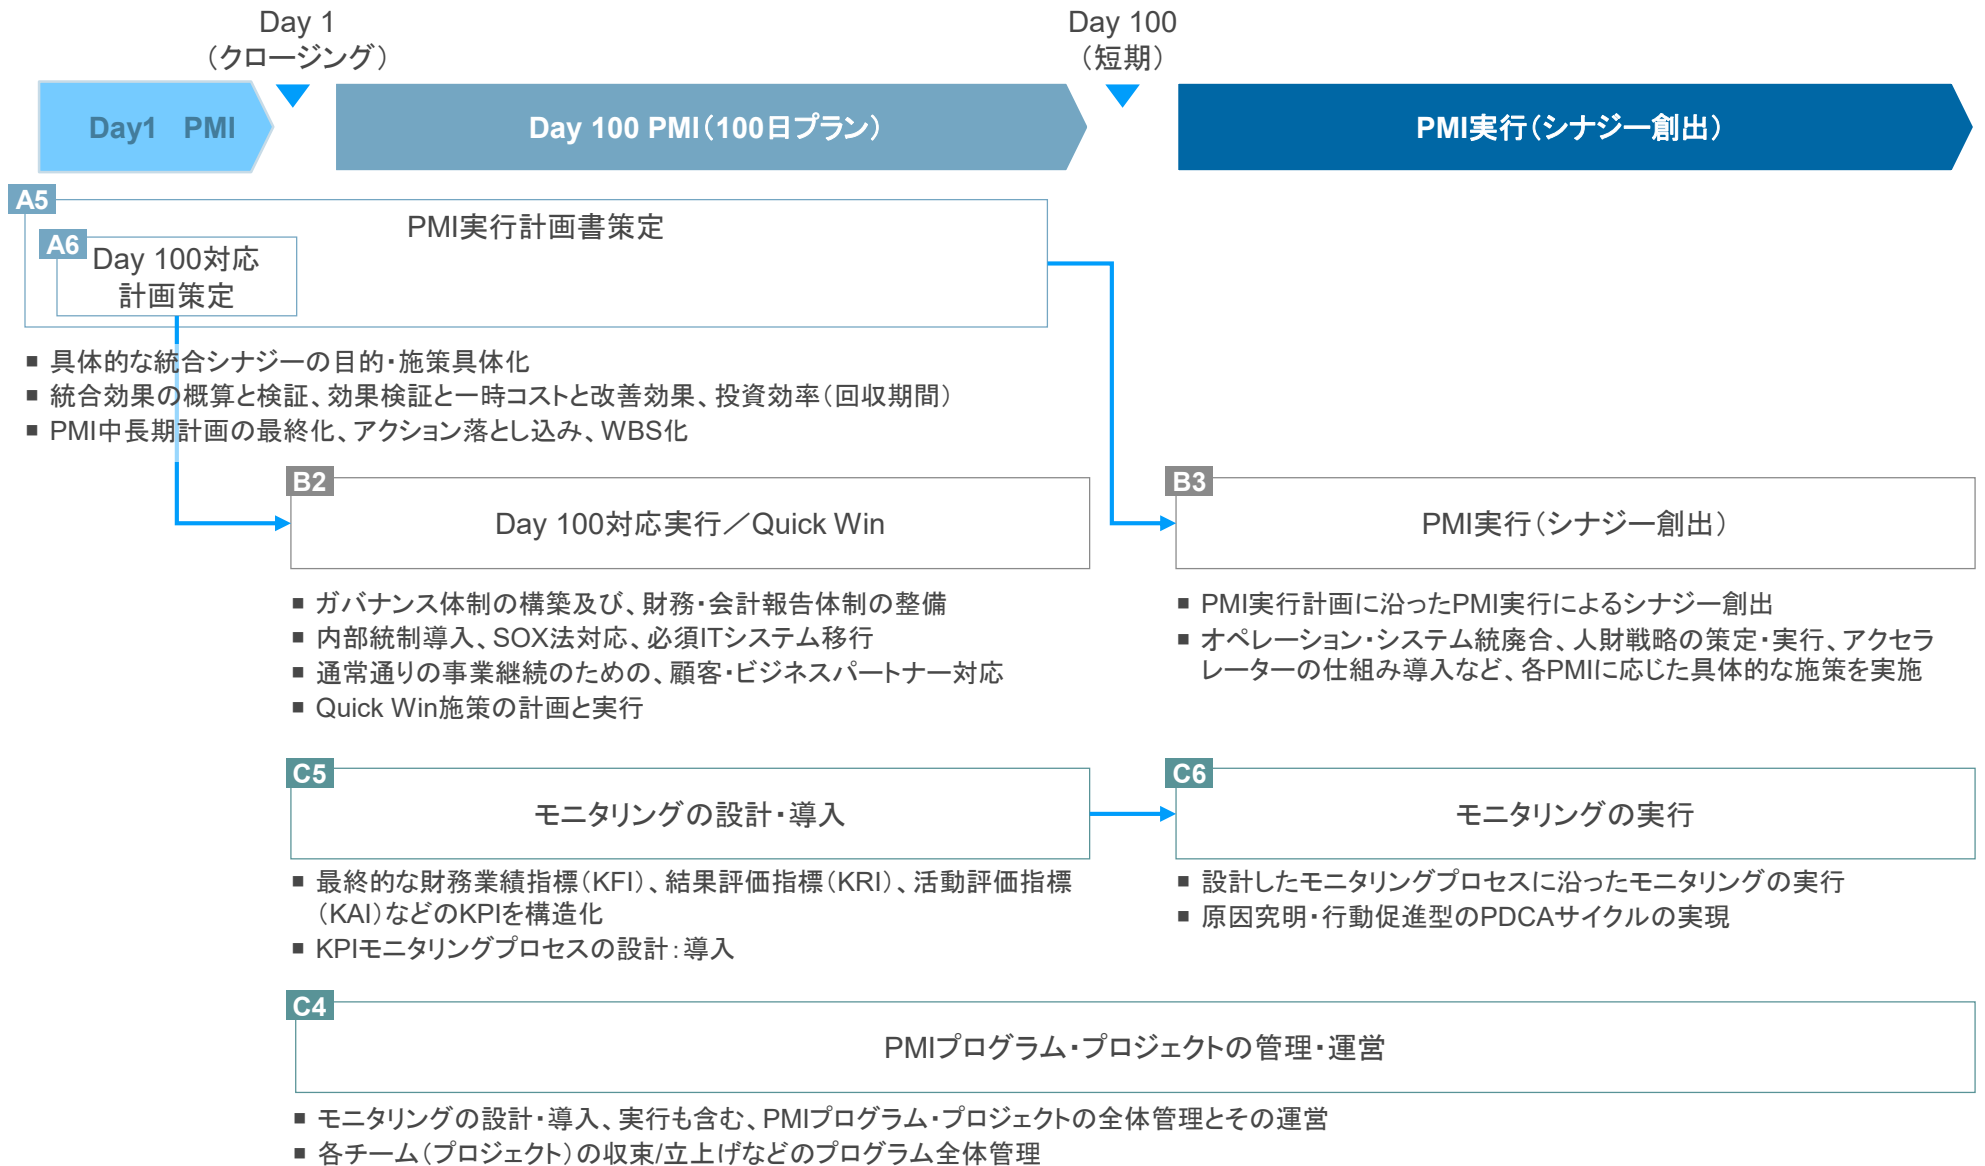 Day 1
（クロージング）
Day 100
（短期）
Day1　PMI
Day 100 PMI（100日プラン）
PMI実行（シナジー創出）
A5
PMI実行計画書策定
A6
Day 100対応
計画策定
■ 具体的な統合シナジーの目的・施策具体化
■ 統合効果の概算と検証、効果検証と一時コストと改善効果、投資効率（回収期間）
■ PMI中長期計画の最終化、アクション落とし込み、WBS化
B2
Day 100対応実行／Quick Win
■ ガバナンス体制の構築及び、財務・会計報告体制の整備
■ 内部統制導入、SOX法対応、必須ITシステム移行
■ 通常通りの事業継続のための、顧客・ビジネスパートナー対応
■ Quick Win施策の計画と実行
B3
PMI実行（シナジー創出）
■ PMI実行計画に沿ったPMI実行によるシナジー創出
■ オペレーション・システム統廃合、人財戦略の策定・実行、アクセラ
レーターの仕組み導入など、各PMIに応じた具体的な施策を実施
C5
モニタリングの設計・導入
■ 最終的な財務業績指標（KFI）、結果評価指標（KRI）、活動評価指標
（KAI）などのKPIを構造化
■ KPIモニタリングプロセスの設計：導入
C6
モニタリングの実行
■ 設計したモニタリングプロセスに沿ったモニタリングの実行
■ 原因究明・行動促進型のPDCAサイクルの実現
C4
PMIプログラム・プロジェクトの管理・運営
■ モニタリングの設計・導入、実行も含む、PMIプログラム・プロジェクトの全体管理とその運営
■ 各チーム（プロジェクト）の収束/立上げなどのプログラム全体管理